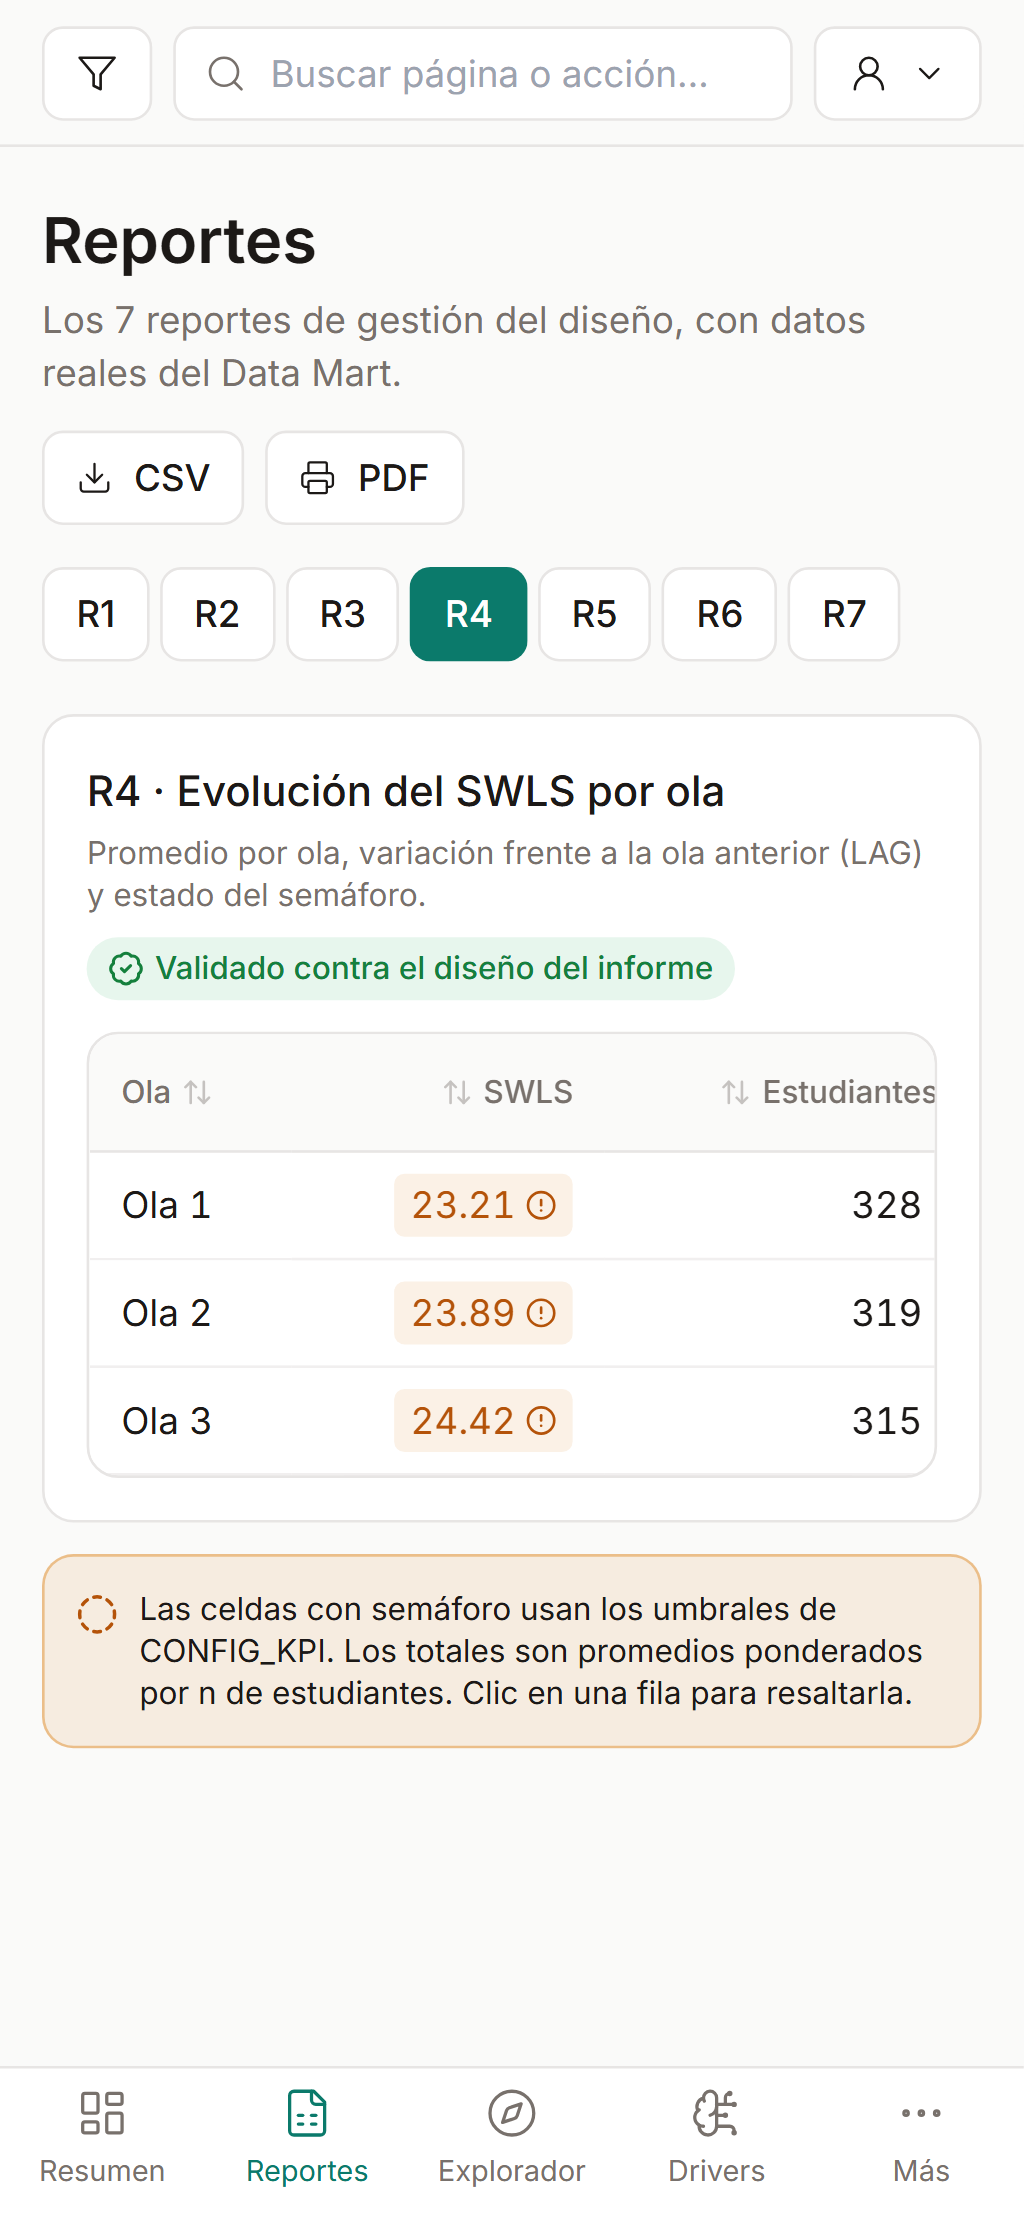 Buscar página o acción...
Reportes
Los 7 reportes de gestión del diseño, con datos
reales del Data Mart.
CSV
PDF
R1
R2
R3
R4
R5
R6
R7
R4 · Evolución del SWLS por ola
Promedio por ola, variación frente a la ola anterior (LAG)
y estado del semáforo.
Validado contra el diseño del informe
Ola SWLS Estudiantes
Ola 1 23.21 328
Ola 2 23.89 319
Ola 3 24.42 315
Las celdas con semáforo usan los umbrales de
CONFIG_KPI. Los totales son promedios ponderados
por n de estudiantes. Clic en una fila para resaltarla.
Resumen
Reportes
Explorador
Drivers
Más